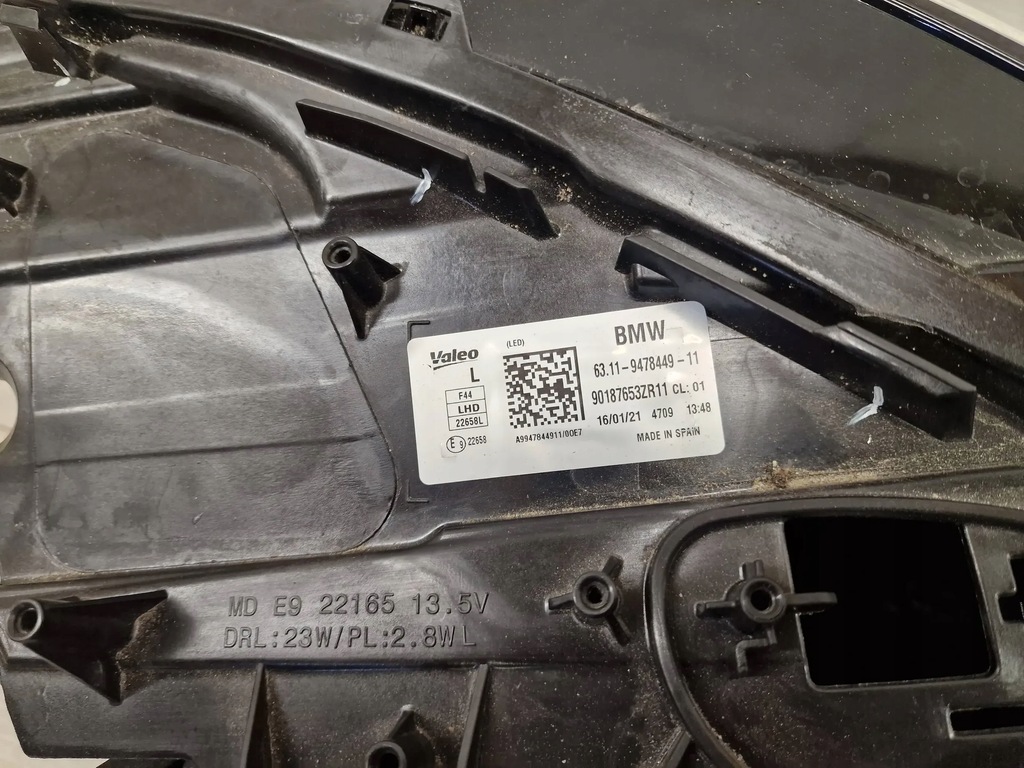 Valeo
(LED)
BMW
L
63.11-9478449-11
F44
LHD
22658L
90187653ZR11 CL: 01
16/01/21 4709 13:48
E9 22658
A9947844911/00E7
MADE IN SPAIN
MD E9 22165 13.5V
DRL:23W/PL:2.8W L